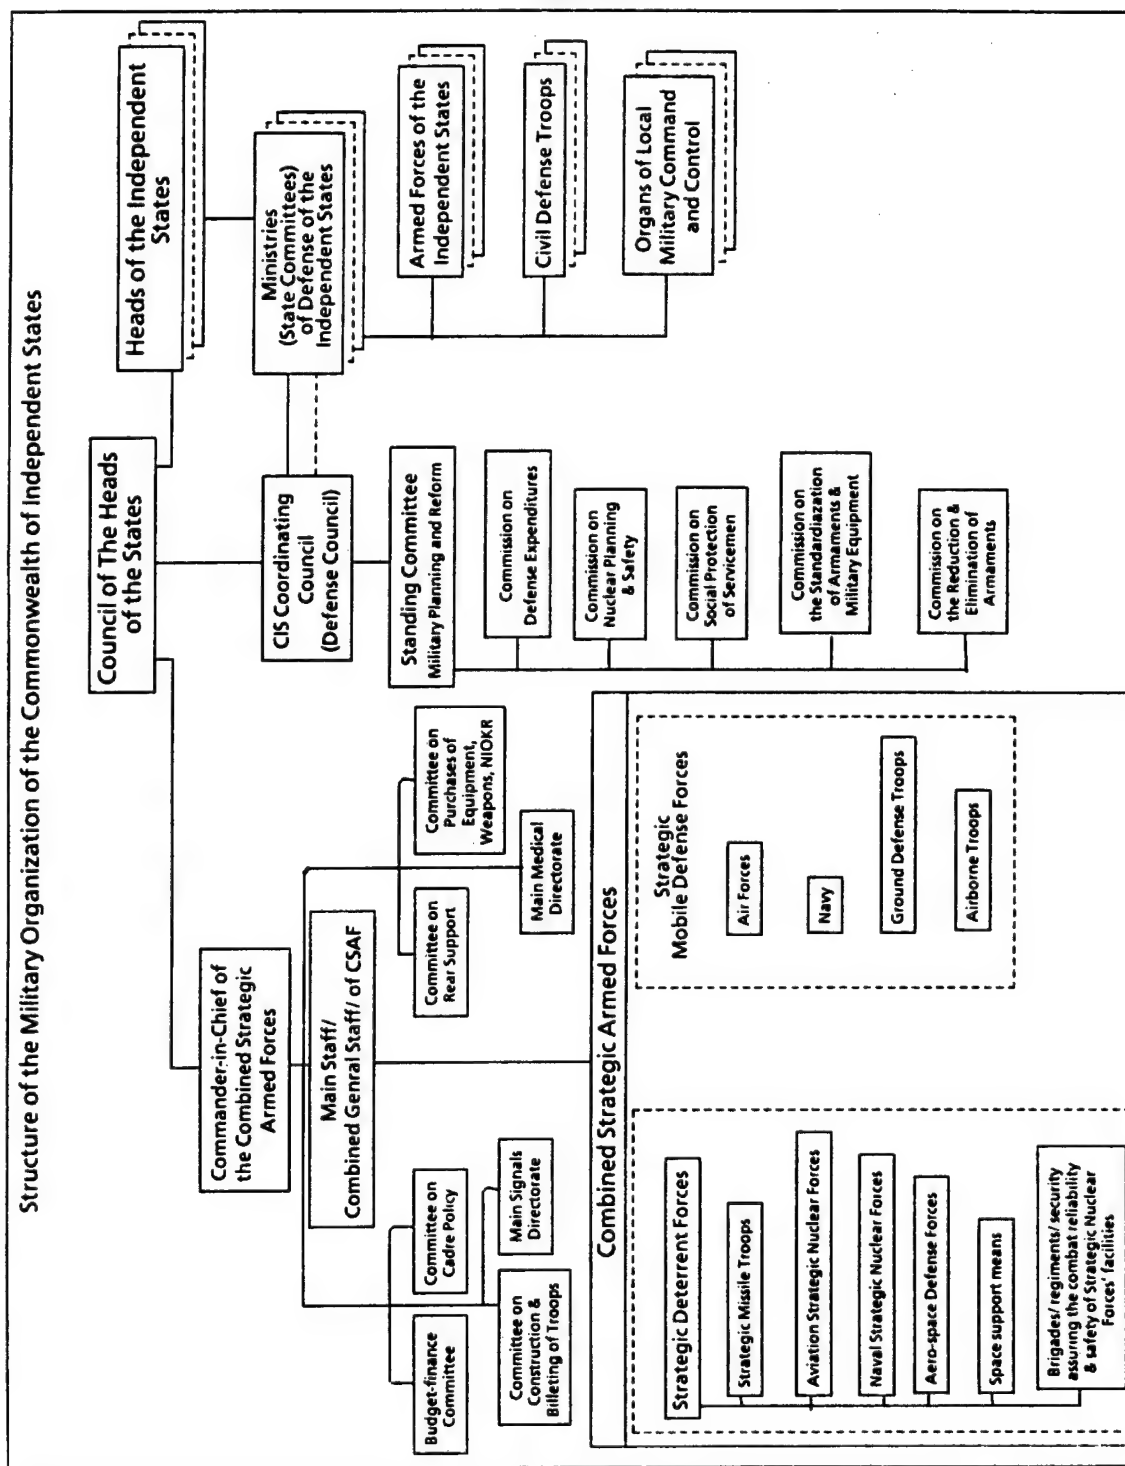 Structure of the Military Organization of the Commonwealth of Independent States
Council of The Heads
of the States
Heads of the Independent
States
Commander-in-Chief of
the Combined Strategic
Armed Forces
CIS Coordinating
Council
(Defense Council)
Ministries
(State Committees)
of Defense of the
Independent States
Main Staff/
Combined Genral Staff/ of CSAF
Standing Committee
Military Planning and Reform
Armed Forces of the
Independent States
Civil Defense Troops
Organs of Local
Military Command
and Control
Budget-finance
Committee
Committee on
Cadre Policy
Committee on
Construction &
Billeting of Troops
Main Signals
Directorate
Committee on
Rear Support
Committee on
Purchases of
Equipment,
Weapons, NIOKR
Main Medical
Directorate
Commission on
Defense Expenditures
Commission on
Nuclear Planning
& Safety
Commission on
Social Protection
of Servicemen
Commission on
the Standardiazation
of Armaments &
Military Equipment
Commission on
the Reduction &
Elimination of
Armaments
Combined Strategic Armed Forces
Strategic Deterrent Forces
Strategic Missile Troops
Aviation Strategic Nuclear Forces
Naval Strategic Nuclear Forces
Aero-space Defense Forces
Space support means
Brigades/ regiments/ security
assuring the combat reliability
& safety of Strategic Nuclear
Forces' facilities
Strategic
Mobile Defense Forces
Air Forces
Navy
Ground Defense Troops
Airborne Troops